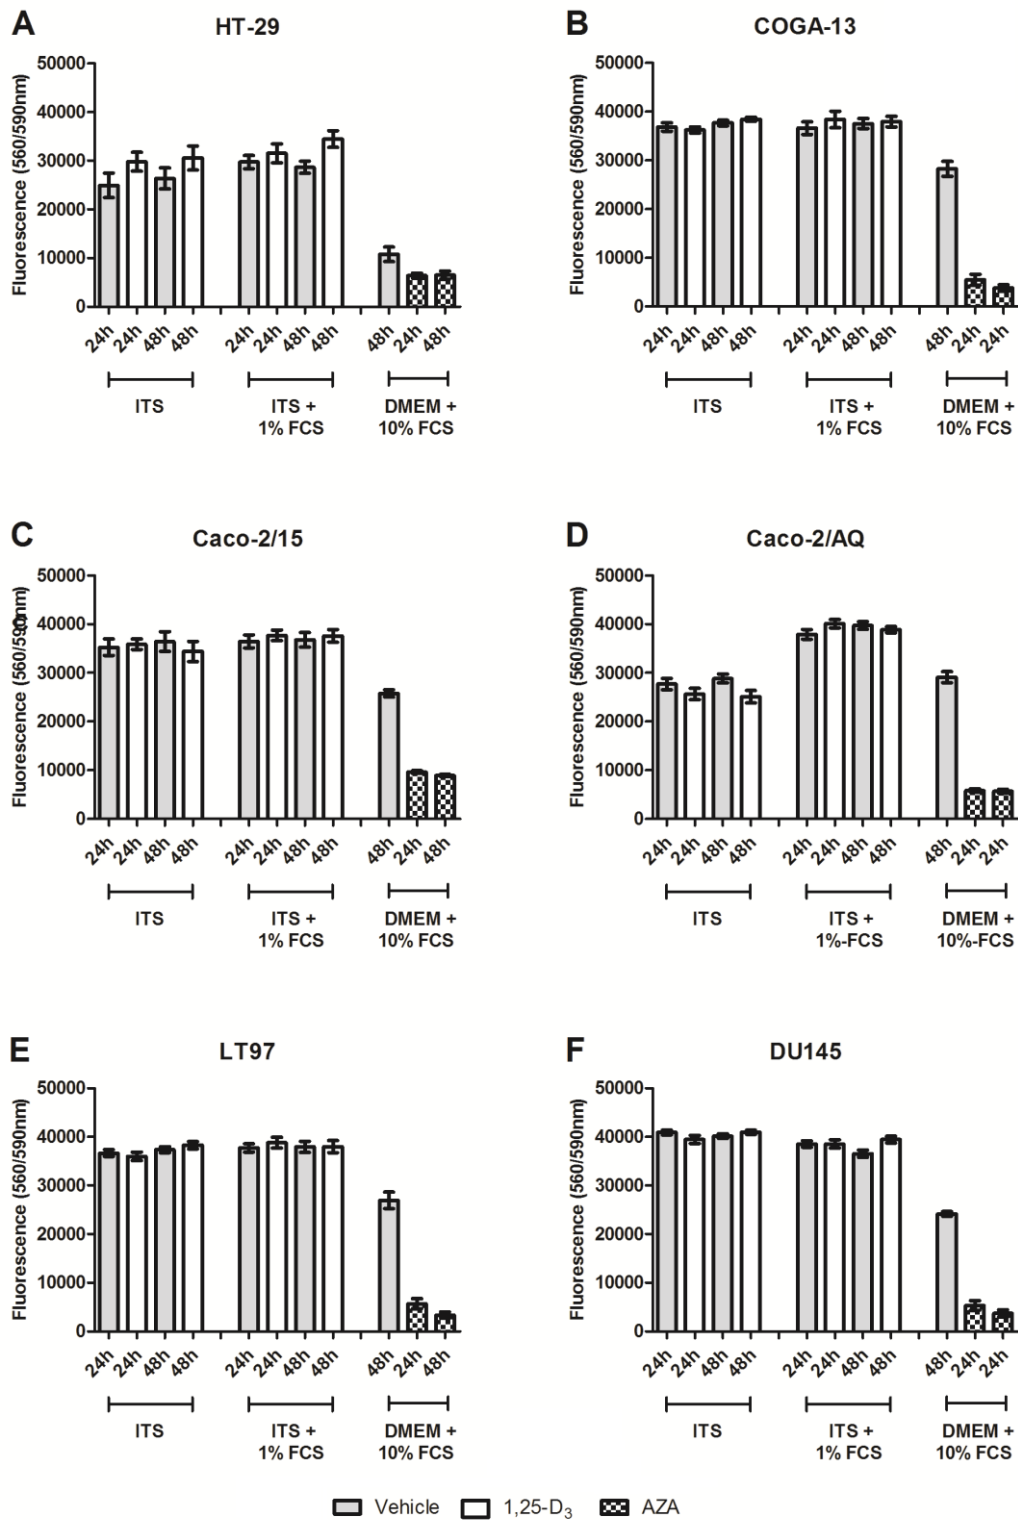 A
HT-29
Fluorescence (560/590nm)
50000
40000
30000
20000
10000
0
24h 24h 48h 48h 24h 24h 48h 48h 48h 24h 48h
ITS
ITS +
1% FCS
DMEM +
10% FCS
B
COGA-13
Fluorescence (560/590nm)
50000
40000
30000
20000
10000
0
24h 24h 48h 48h 24h 24h 48h 48h 48h 24h 24h
ITS
ITS +
1% FCS
DMEM +
10% FCS
C
Caco-2/15
Fluorescence (560/590nm)
50000
40000
30000
20000
10000
0
24h 24h 48h 48h 24h 24h 48h 48h 48h 24h 48h
ITS
ITS +
1% FCS
DMEM +
10% FCS
D
Caco-2/AQ
Fluorescence (560/590nm)
50000
40000
30000
20000
10000
0
24h 24h 48h 48h 24h 24h 48h 48h 48h 24h 24h
ITS
ITS +
1%-FCS
DMEM +
10%-FCS
E
LT97
Fluorescence (560/590nm)
50000
40000
30000
20000
10000
0
24h 24h 48h 48h 24h 24h 48h 48h 48h 24h 48h
ITS
ITS +
1% FCS
DMEM +
10% FCS
F
DU145
Fluorescence (560/590nm)
50000
40000
30000
20000
10000
0
24h 24h 48h 48h 24h 24h 48h 48h 48h 24h 24h
ITS
ITS +
1% FCS
DMEM +
10% FCS
Vehicle 1,25-D₃ AZA